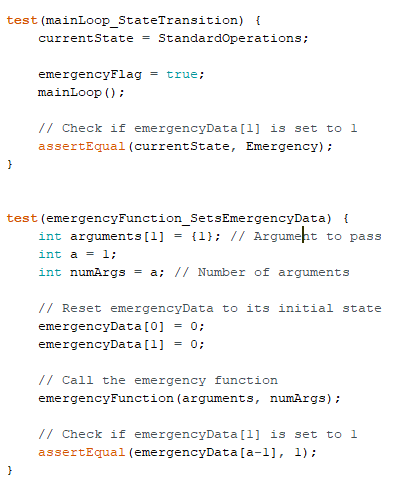 test(mainLoop_StateTransition) {
    currentState = StandardOperations;

    emergencyFlag = true;
    mainLoop();

    // Check if emergencyData[1] is set to 1
    assertEqual(currentState, Emergency);
}

test(emergencyFunction_SetsEmergencyData) {
    int arguments[1] = {1}; // Argument to pass
    int a = 1;
    int numArgs = a; // Number of arguments

    // Reset emergencyData to its initial state
    emergencyData[0] = 0;
    emergencyData[1] = 0;

    // Call the emergency function
    emergencyFunction(arguments, numArgs);

    // Check if emergencyData[1] is set to 1
    assertEqual(emergencyData[a-1], 1);
}